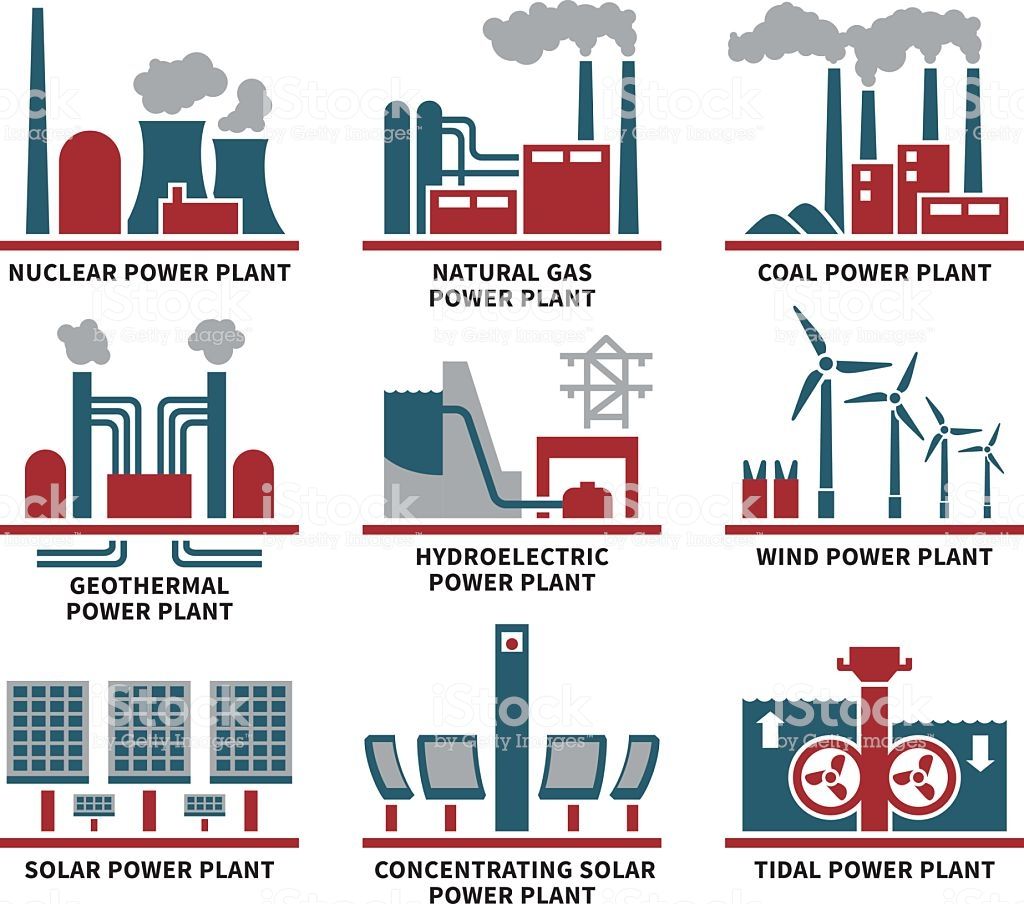 NUCLEAR POWER PLANT
NATURAL GAS
POWER PLANT
COAL POWER PLANT
GEOTHERMAL
POWER PLANT
HYDROELECTRIC
POWER PLANT
WIND POWER PLANT
SOLAR POWER PLANT
CONCENTRATING SOLAR
POWER PLANT
TIDAL POWER PLANT
iStock
by Getty Images™